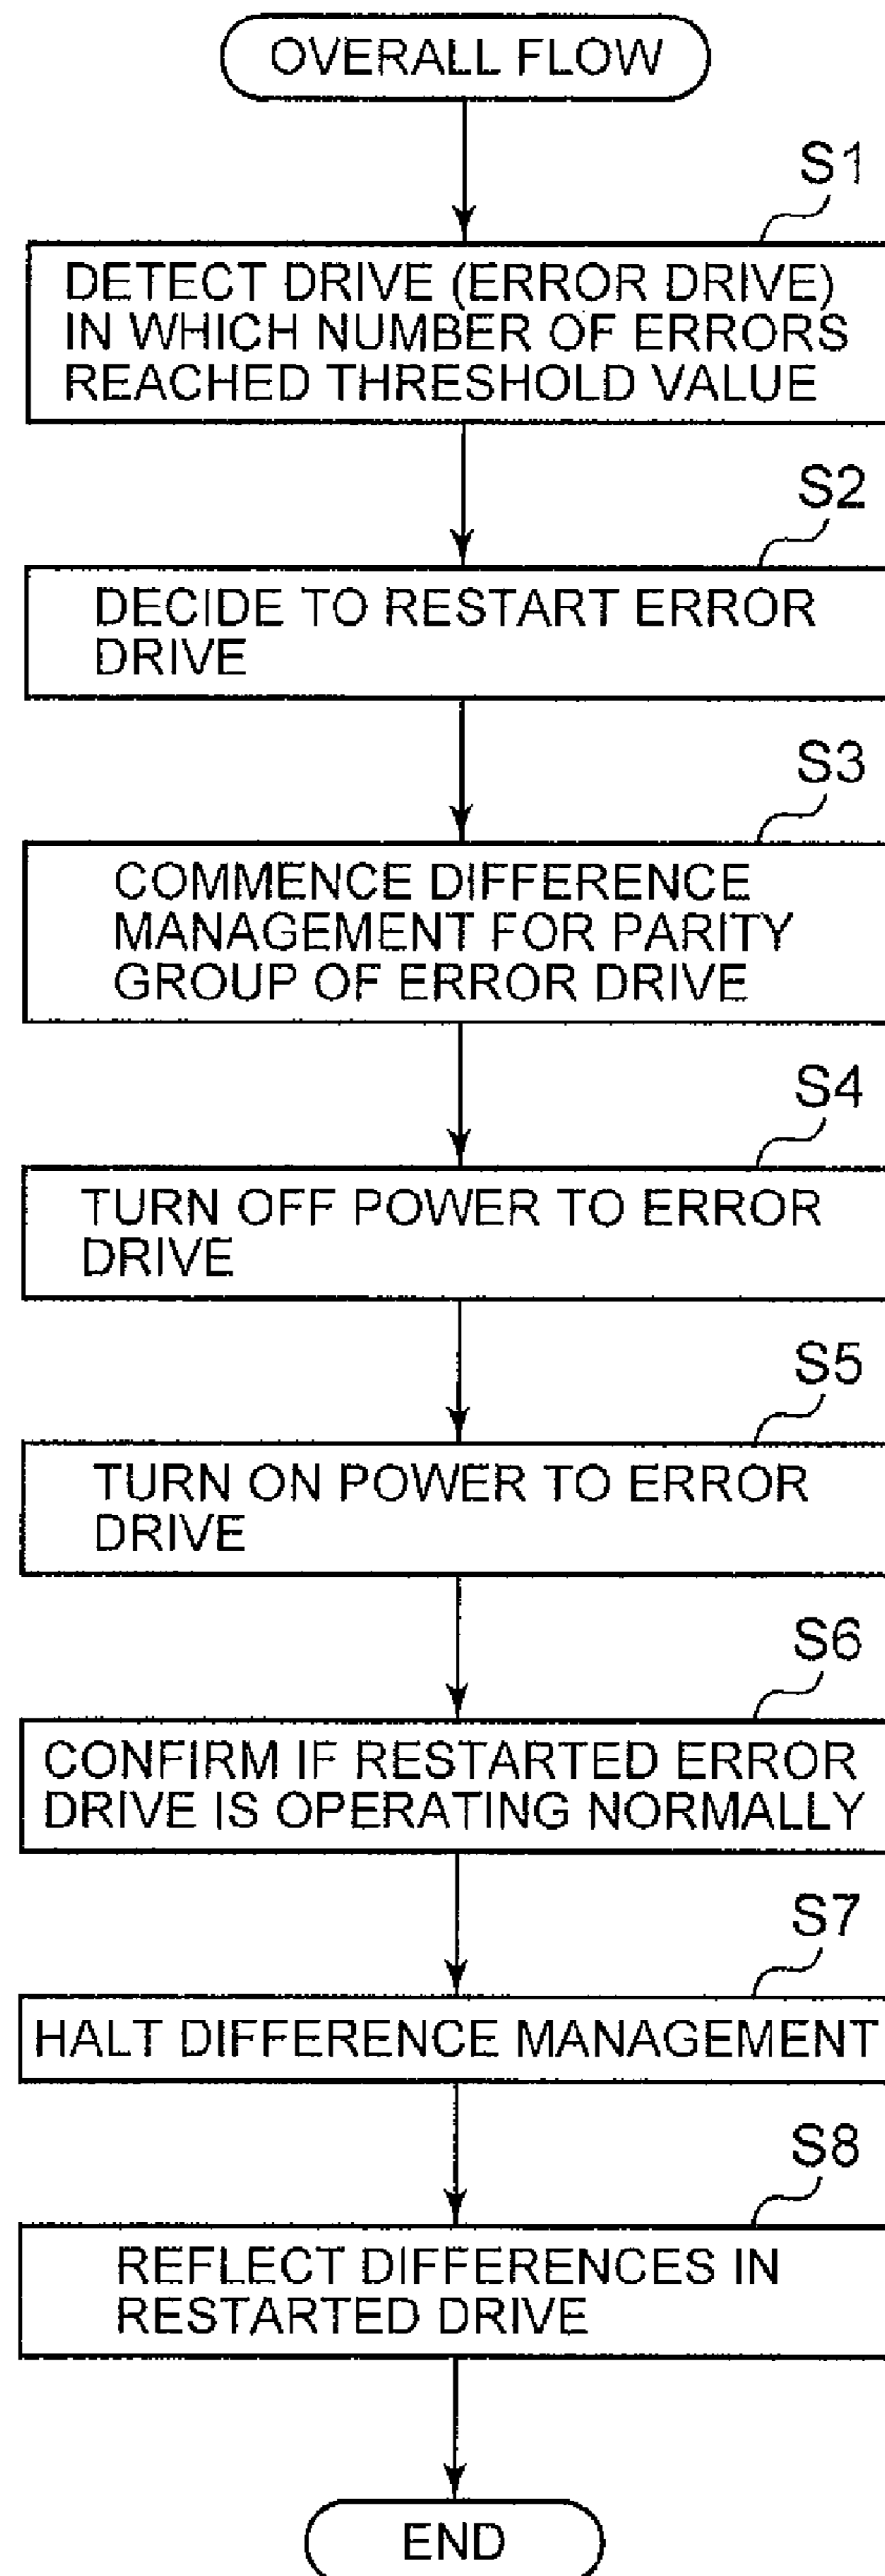 OVERALL FLOW
S1
DETECT DRIVE (ERROR DRIVE)
IN WHICH NUMBER OF ERRORS
REACHED THRESHOLD VALUE
S2
DECIDE TO RESTART ERROR
DRIVE
S3
COMMENCE DIFFERENCE
MANAGEMENT FOR PARITY
GROUP OF ERROR DRIVE
S4
TURN OFF POWER TO ERROR
DRIVE
S5
TURN ON POWER TO ERROR
DRIVE
S6
CONFIRM IF RESTARTED ERROR
DRIVE IS OPERATING NORMALLY
S7
HALT DIFFERENCE MANAGEMENT
S8
REFLECT DIFFERENCES IN
RESTARTED DRIVE
END